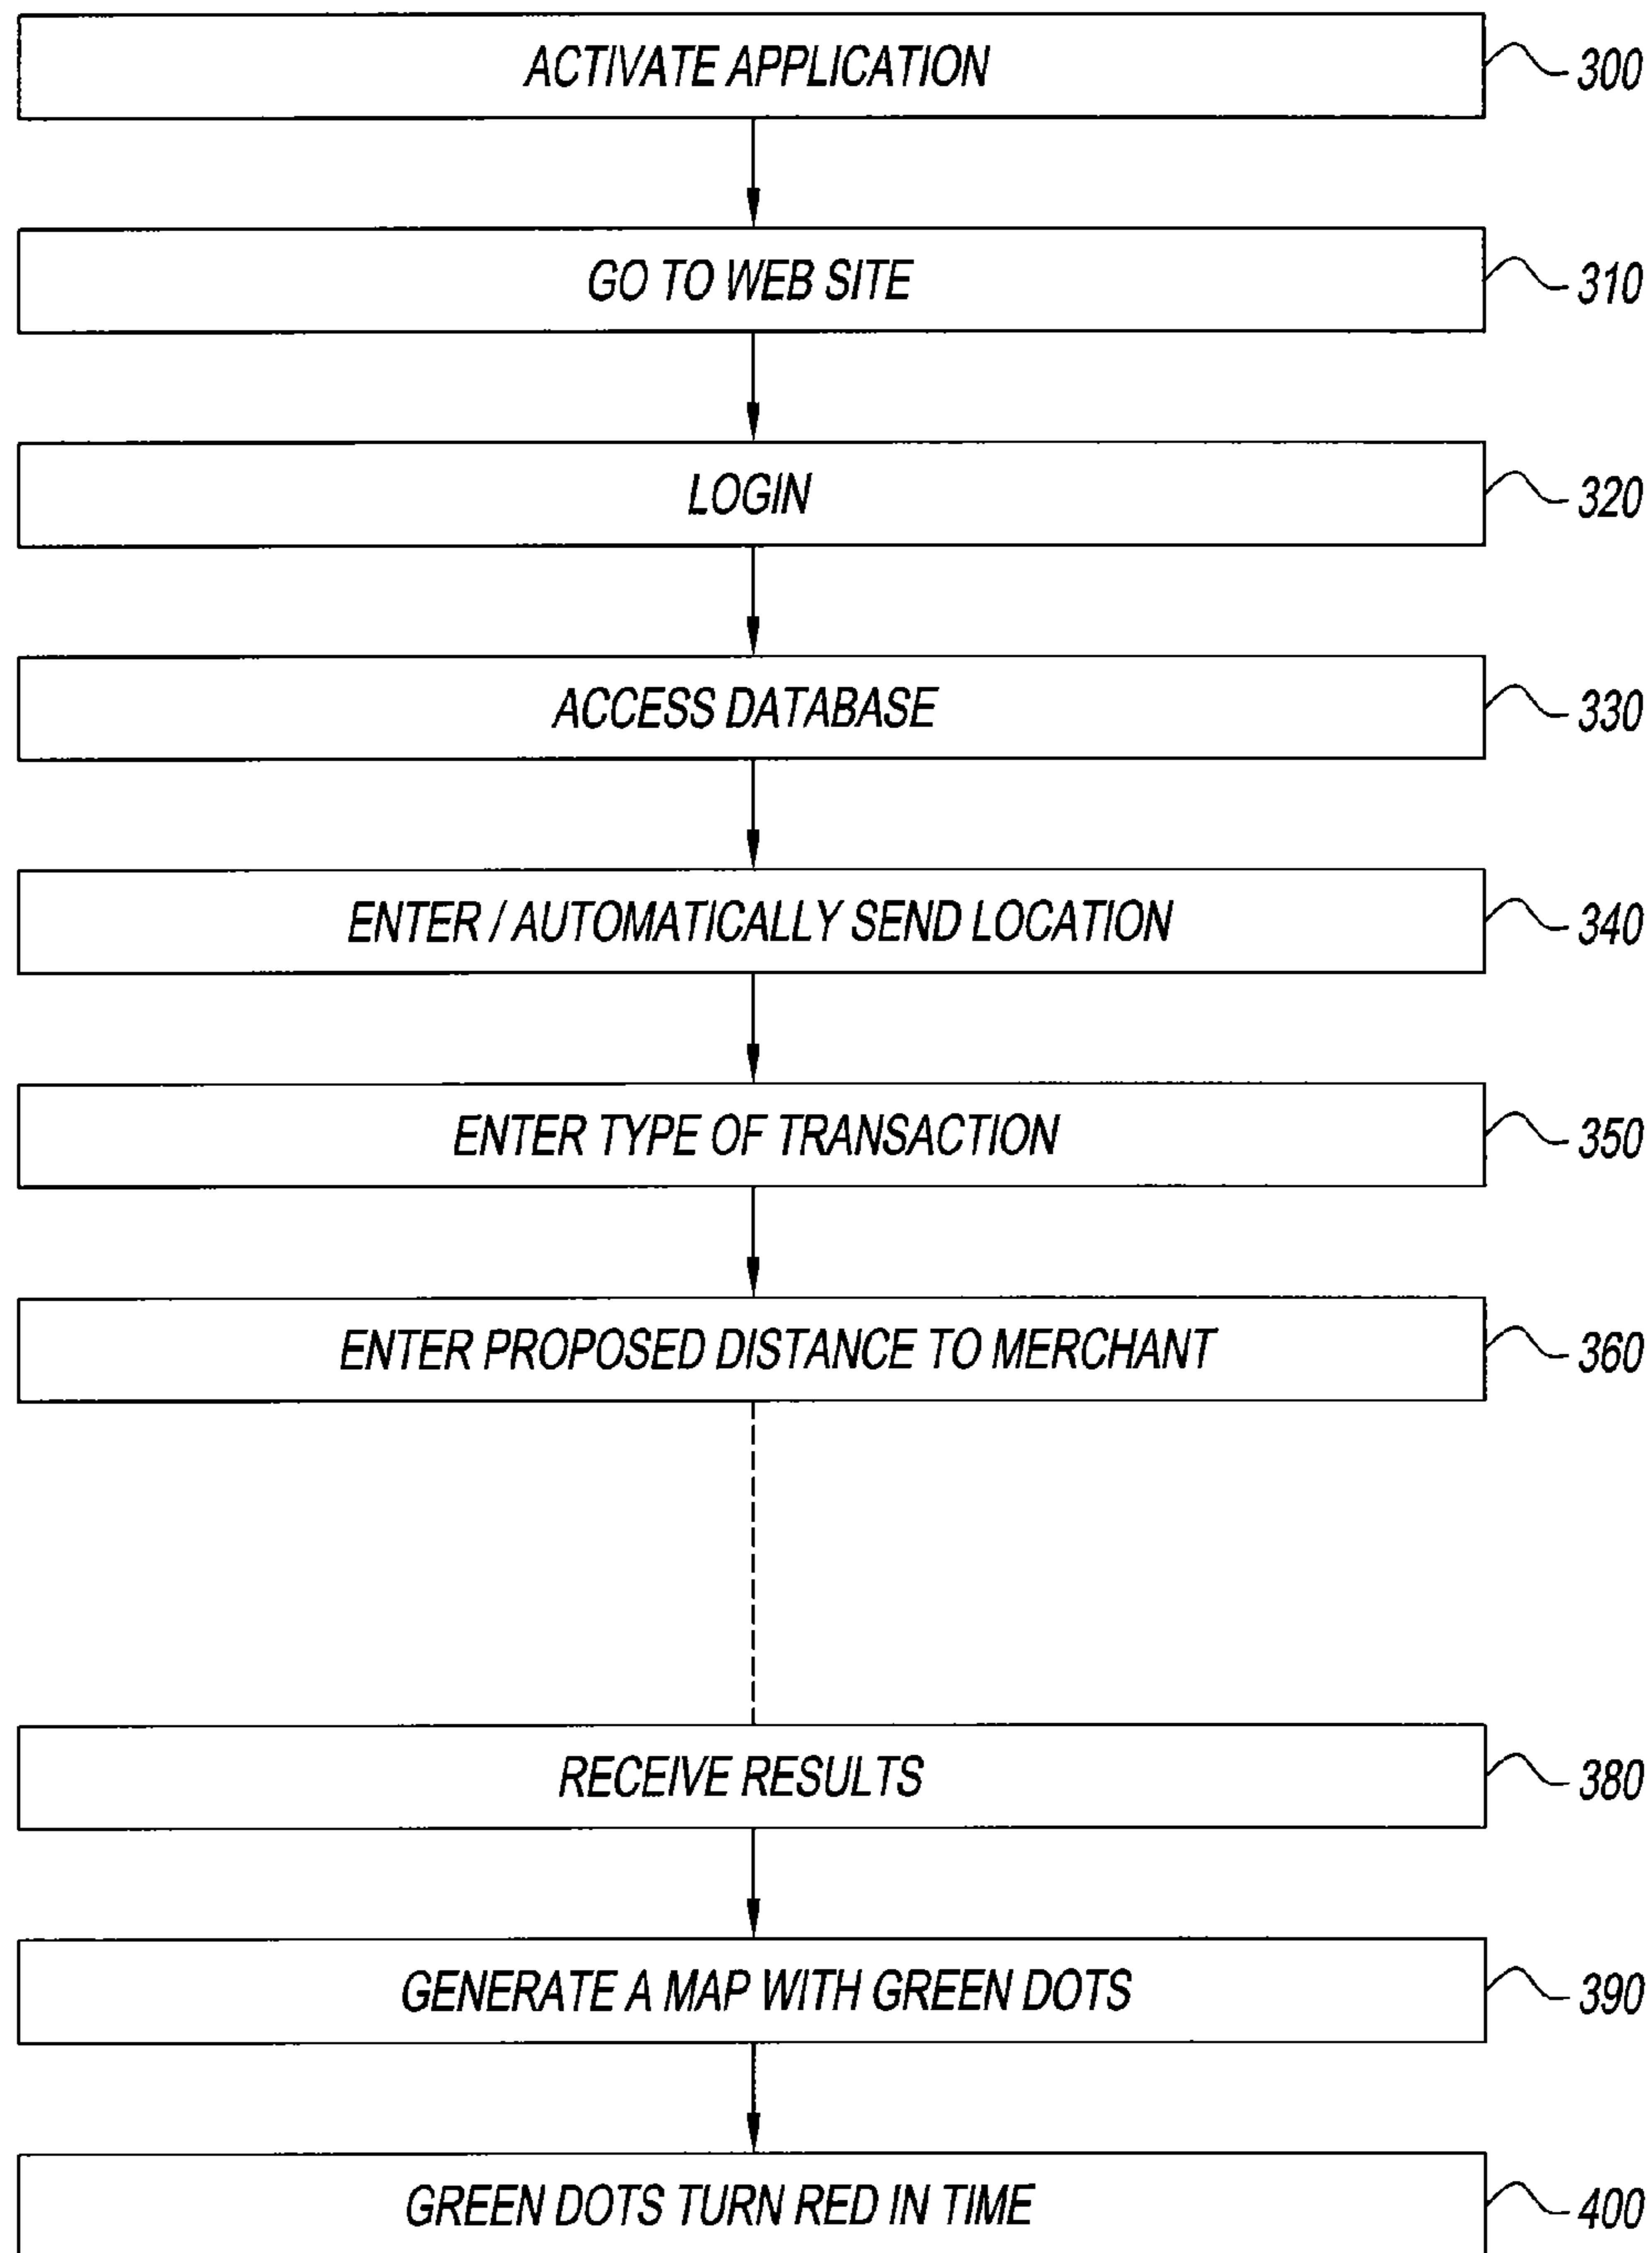 ACTIVATE APPLICATION 300
GO TO WEB SITE 310
LOGIN 320
ACCESS DATABASE 330
ENTER / AUTOMATICALLY SEND LOCATION 340
ENTER TYPE OF TRANSACTION 350
ENTER PROPOSED DISTANCE TO MERCHANT 360
RECEIVE RESULTS 380
GENERATE A MAP WITH GREEN DOTS 390
GREEN DOTS TURN RED IN TIME 400